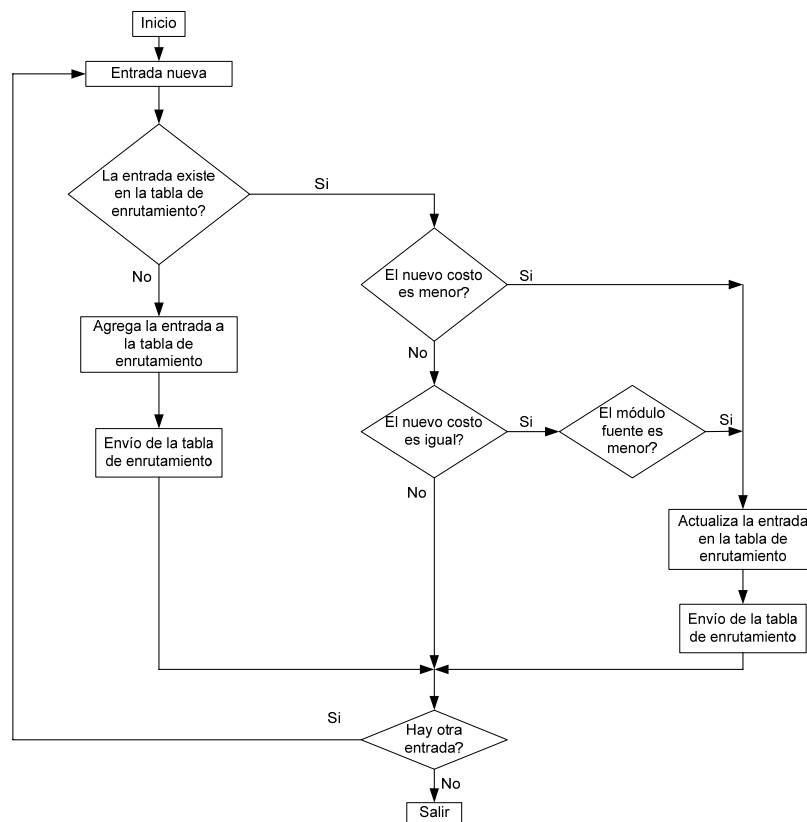 Inicio
Entrada nueva
La entrada existe
en la tabla de
enrutamiento?
Si
No
El nuevo costo
es menor?
Si
Agrega la entrada a
la tabla de
enrutamiento
No
El nuevo costo
es igual?
Si
El módulo
fuente es
menor?
Si
Envío de la tabla
de enrutamiento
No
Actualiza la entrada
en la tabla de
enrutamiento
Envío de la tabla
de enrutamiento
Si
Hay otra
entrada?
No
Salir